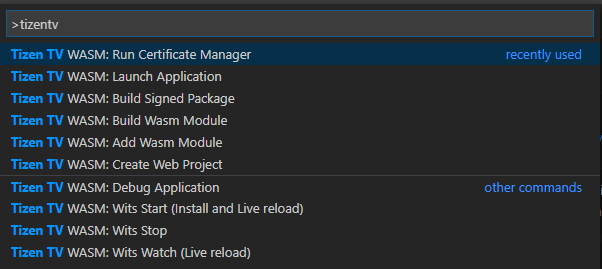 >tizentv
Tizen TV WASM: Run Certificate Manager recently used
Tizen TV WASM: Launch Application
Tizen TV WASM: Build Signed Package
Tizen TV WASM: Build Wasm Module
Tizen TV WASM: Add Wasm Module
Tizen TV WASM: Create Web Project
Tizen TV WASM: Debug Application other commands
Tizen TV WASM: Wits Start (Install and Live reload)
Tizen TV WASM: Wits Stop
Tizen TV WASM: Wits Watch (Live reload)